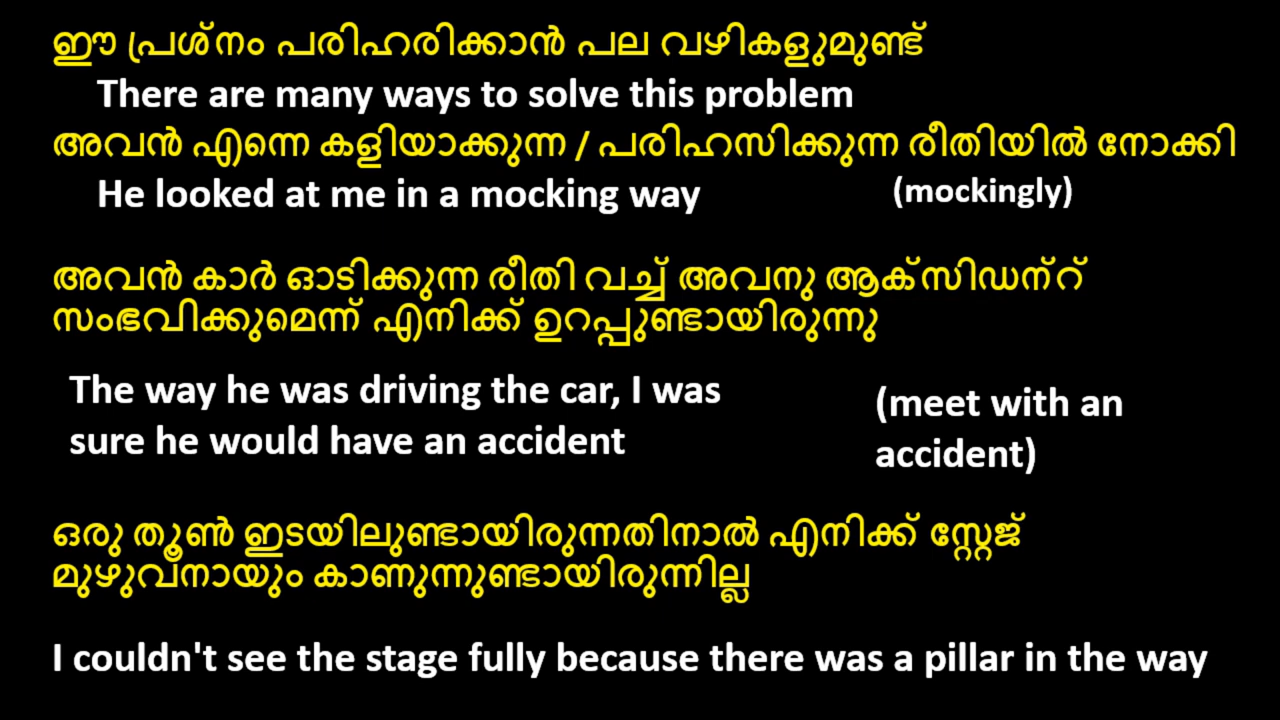 ഈ പ്രശ്നം പരിഹരിക്കാൻ പല വഴികളുമുണ്ട്
There are many ways to solve this problem
അവൻ എന്നെ കളിയാക്കുന്ന / പരിഹസിക്കുന്ന രീതിയിൽ നോക്കി
He looked at me in a mocking way (mockingly)
അവൻ കാർ ഓടിക്കുന്ന രീതി വച്ച് അവനു ആക്സിഡന്റ്
സംഭവിക്കുമെന്ന് എനിക്ക് ഉറപ്പുണ്ടായിരുന്നു
The way he was driving the car, I was
sure he would have an accident
(meet with an
accident)
ഒരു തൂൺ ഇടയിലുണ്ടായിരുന്നതിനാൽ എനിക്ക് സ്റ്റേജ്
മുഴുവനായും കാണുന്നുണ്ടായിരുന്നില്ല
I couldn't see the stage fully because there was a pillar in the way